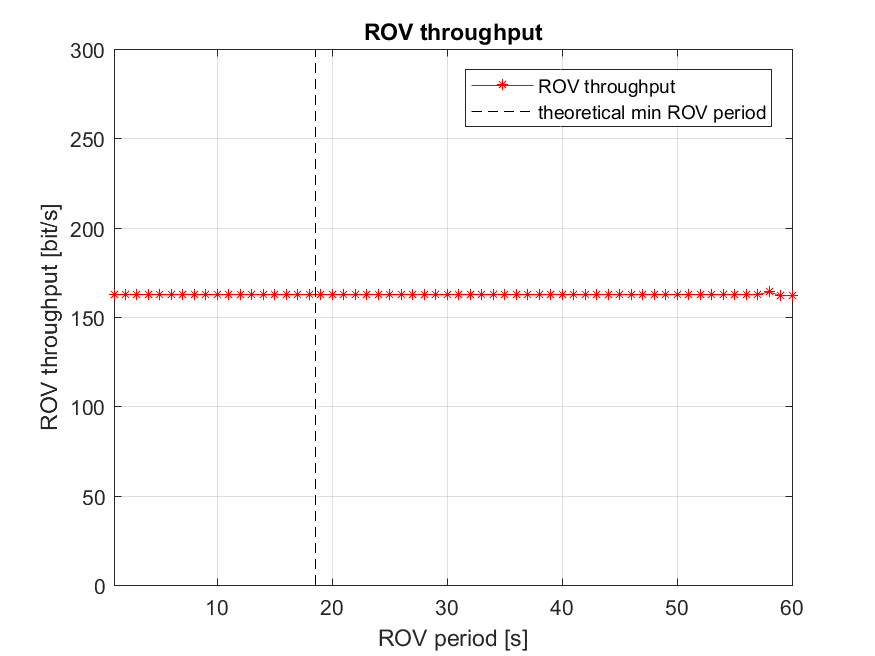 ROV throughput
300
250
200
150
100
50
0
ROV throughput [bit/s]
ROV throughput
theoretical min ROV period
10
20
30
40
50
60
ROV period [s]